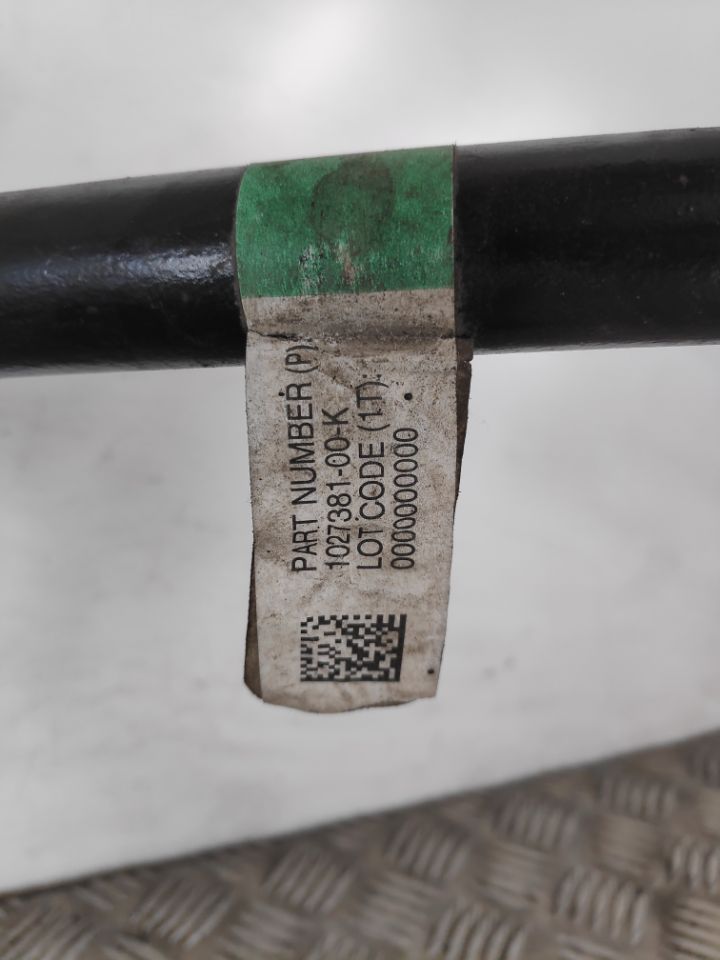 PART NUMBER (P):
1027381-00-K
LOT CODE (1T):
0000000000